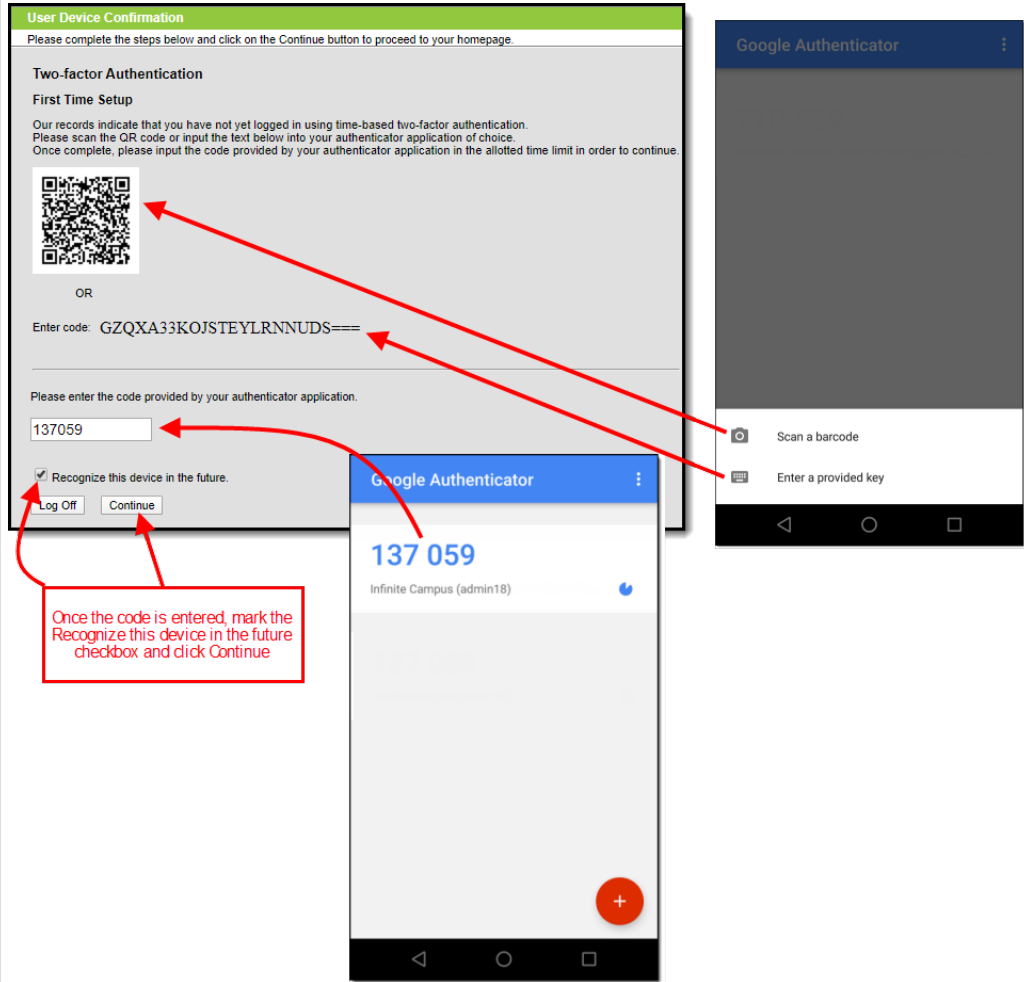 User Device Confirmation
Please complete the steps below and click on the Continue button to proceed to your homepage.
Two-factor Authentication
First Time Setup
Our records indicate that you have not yet logged in using time-based two-factor authentication.
Please scan the QR code or input the text below into your authenticator application of choice.
Once complete, please input the code provided by your authenticator application in the allotted time limit in order to continue.
OR
Enter code: GZQXA33KOJSTEYLRNNUDS===
Please enter the code provided by your authenticator application.
137059
Recognize this device in the future.
Log Off Continue
Once the code is entered, mark the
Recognize this device in the future
checkbox and click Continue
Google Authenticator
Scan a barcode
Enter a provided key
Google Authenticator
137 059
Infinite Campus (admin18)